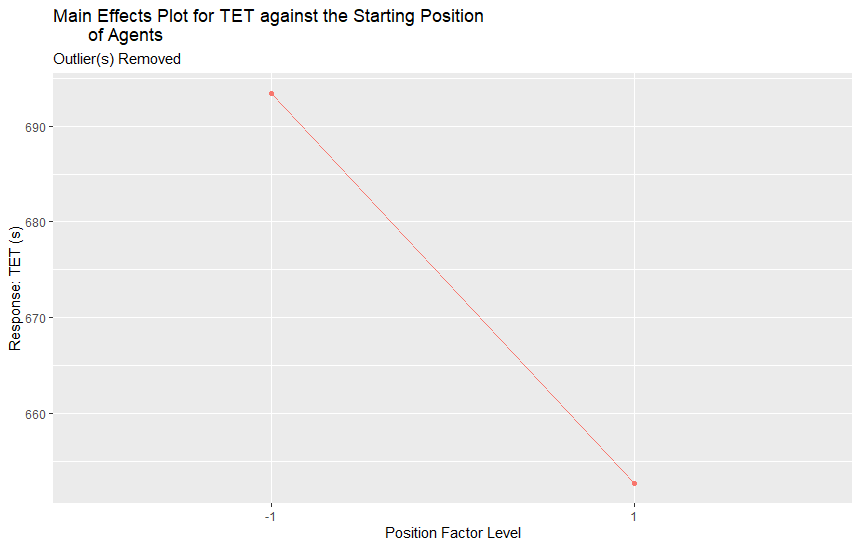 Main Effects Plot for TET against the Starting Position
of Agents
Outlier(s) Removed
Response: TET (s)
690
680
670
660
-1
1
Position Factor Level